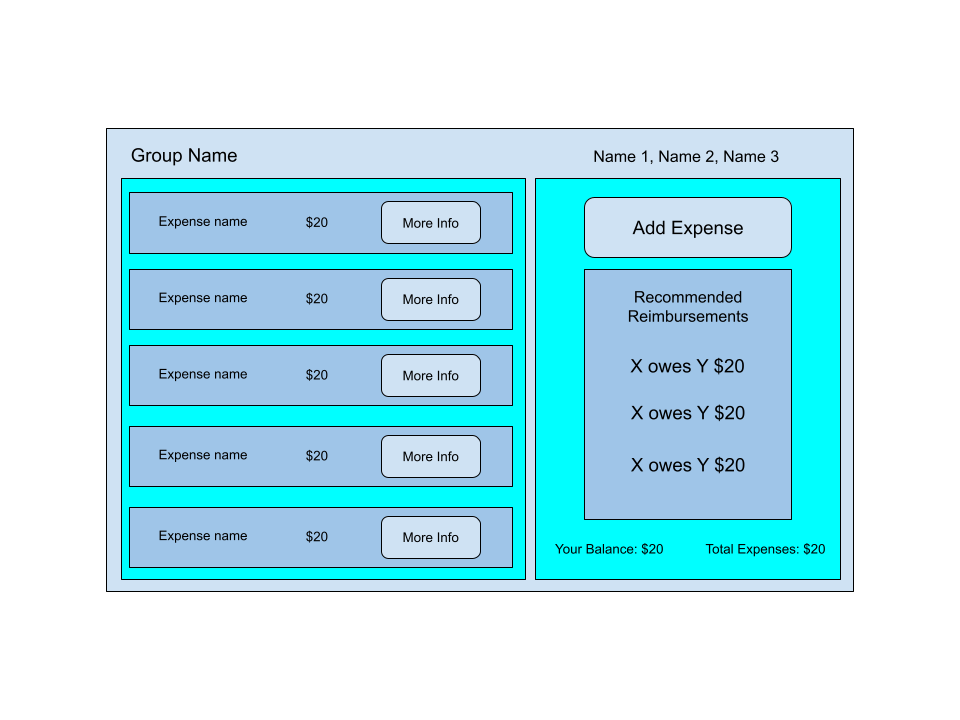 Group Name
Name 1, Name 2, Name 3
Expense name $20 More Info
Expense name $20 More Info
Expense name $20 More Info
Expense name $20 More Info
Expense name $20 More Info
Add Expense
Recommended
Reimbursements
X owes Y $20
X owes Y $20
X owes Y $20
Your Balance: $20
Total Expenses: $20